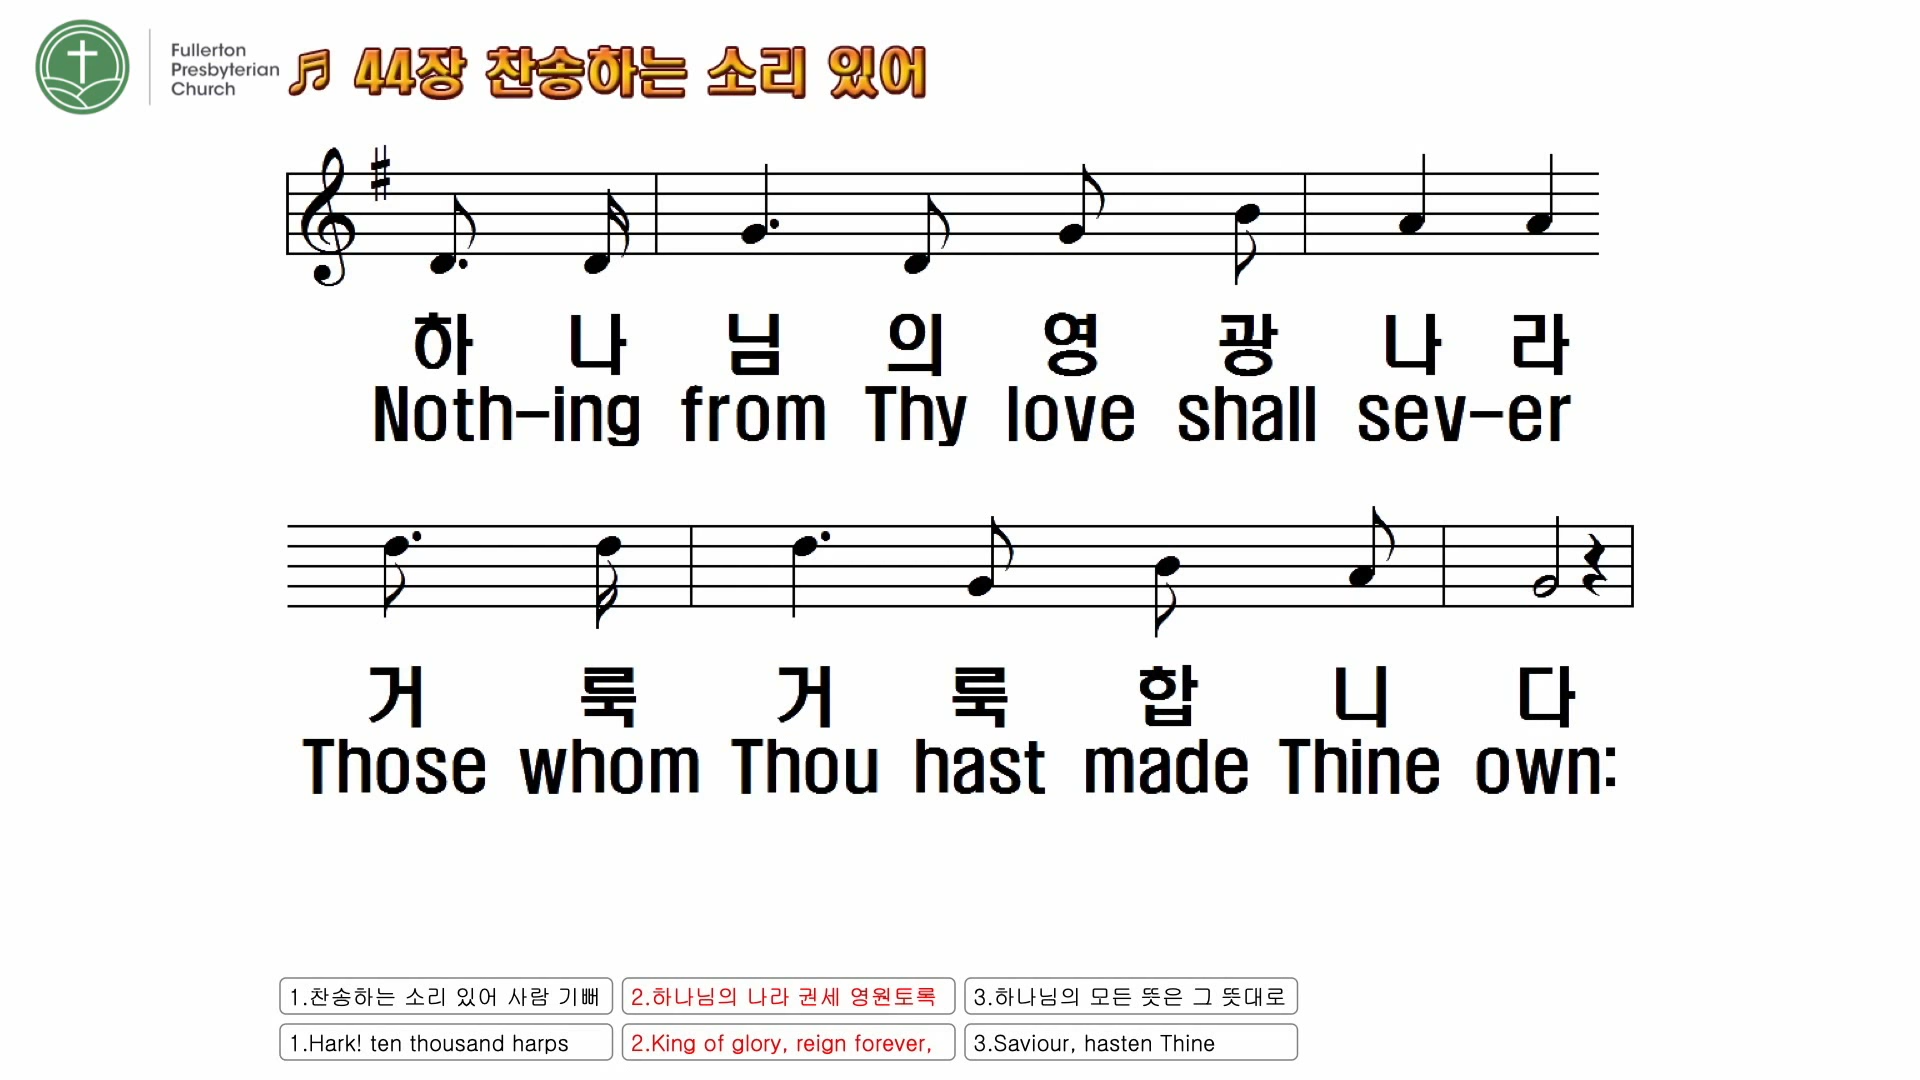 Fullerton
Presbyterian
Church
♬ 44장 찬송하는 소리 있어
하 나 님 의 영 광 나 라
Noth-ing from Thy love shall sev-er
거 룩 거 룩 합 니 다
Those whom Thou hast made Thine own:
1.찬송하는 소리 있어 사람 기뻐
2.하나님의 나라 권세 영원토록
3.하나님의 모든 뜻은 그 뜻대로
1.Hark! ten thousand harps
2.King of glory, reign forever,
3.Saviour, hasten Thine